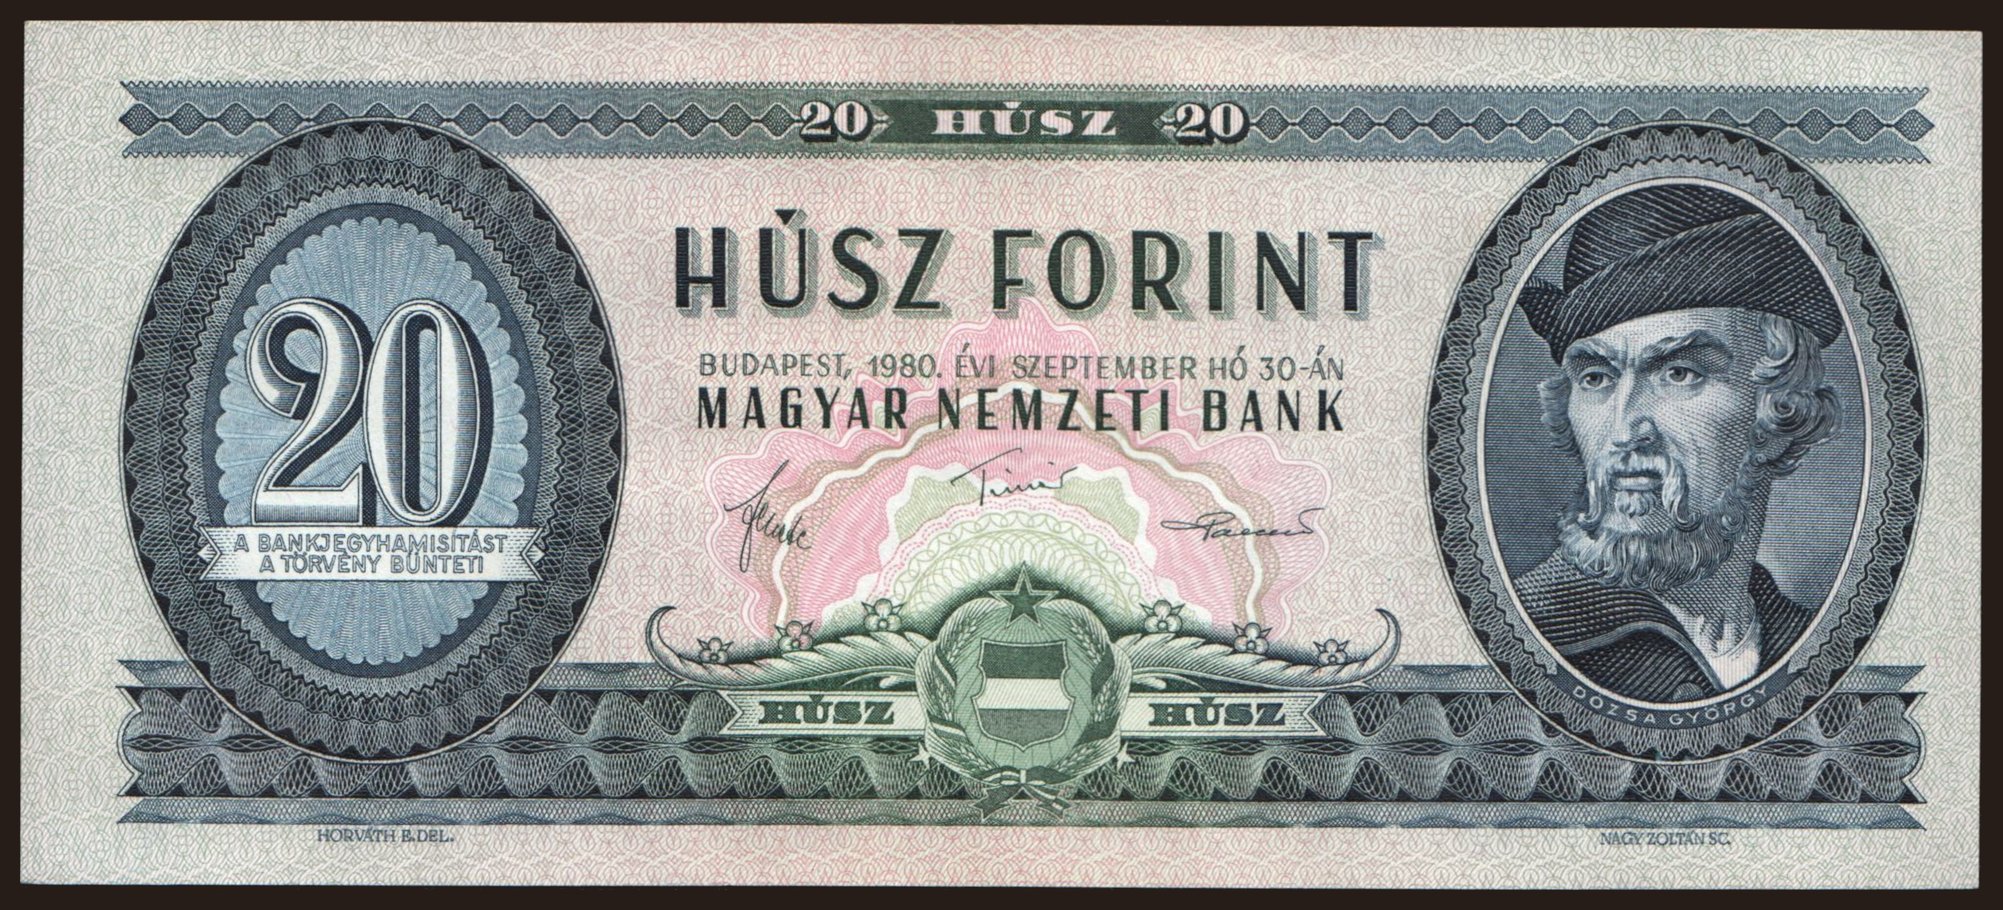 20 HÚSZ 20
HÚSZ FORINT
BUDAPEST, 1980. ÉVI SZEPTEMBER HÓ 30-ÁN
MAGYAR NEMZETI BANK
20
A BANKJEGYHAMISÍTÁST
A TÖRVÉNY BÜNTETI
HÚSZ HÚSZ
DÓZSA GYÖRGY
HORVÁTH E. DEL.
NAGY ZOLTÁN SC.